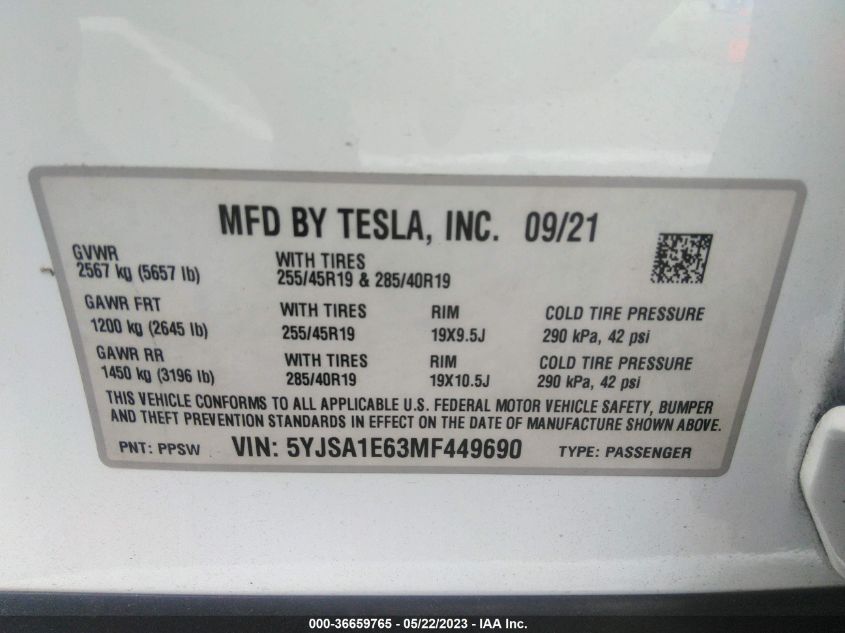 MFD BY TESLA, INC. 09/21
GVWR
2567 kg (5657 lb)
WITH TIRES
255/45R19 & 285/40R19
GAWR FRT
1200 kg (2645 lb)
WITH TIRES
255/45R19
RIM
19X9.5J
COLD TIRE PRESSURE
290 kPa, 42 psi
GAWR RR
1450 kg (3196 lb)
WITH TIRES
285/40R19
RIM
19X10.5J
COLD TIRE PRESSURE
290 kPa, 42 psi
THIS VEHICLE CONFORMS TO ALL APPLICABLE U.S. FEDERAL MOTOR VEHICLE SAFETY, BUMPER
AND THEFT PREVENTION STANDARDS IN EFFECT ON THE DATE OF MANUFACTURE SHOWN ABOVE.
PNT: PPSW VIN: 5YJSA1E63MF449690 TYPE: PASSENGER
000-36659765 - 05/22/2023 - IAA Inc.